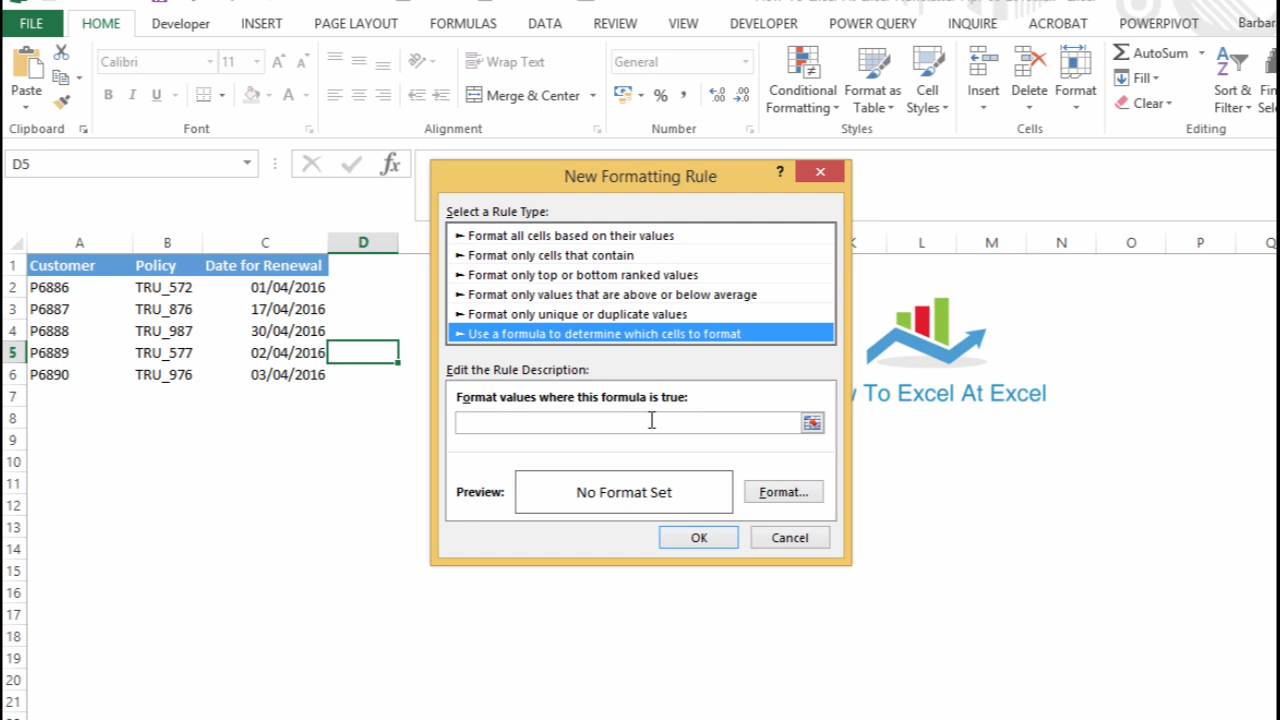 FILE HOME Developer INSERT PAGE LAYOUT FORMULAS DATA REVIEW VIEW DEVELOPER POWER QUERY INQUIRE ACROBAT POWERPIVOT Barbar
Calibri 11 Wrap Text General AutoSum
Paste B I U Merge & Center % Conditional Formatting Format as Table Cell Styles Insert Delete Format Fill Clear Sort & Filter
Clipboard Font Alignment Number Styles Cells Editing
D5 fx
New Formatting Rule ?
Select a Rule Type:
Format all cells based on their values
Format only cells that contain
Format only top or bottom ranked values
Format only values that are above or below average
Format only unique or duplicate values
Use a formula to determine which cells to format
Edit the Rule Description:
Format values where this formula is true:
Preview: No Format Set Format...
OK Cancel
A B C D K L M N O P Q
1 Customer Policy Date for Renewal
2 P6886 TRU_572 01/04/2016
3 P6887 TRU_876 17/04/2016
4 P6888 TRU_987 30/04/2016
5 P6889 TRU_577 02/04/2016
6 P6890 TRU_976 03/04/2016
7
8
9
10
11
12
13
14
15
16
17
18
19
20
21
w To Excel At Excel